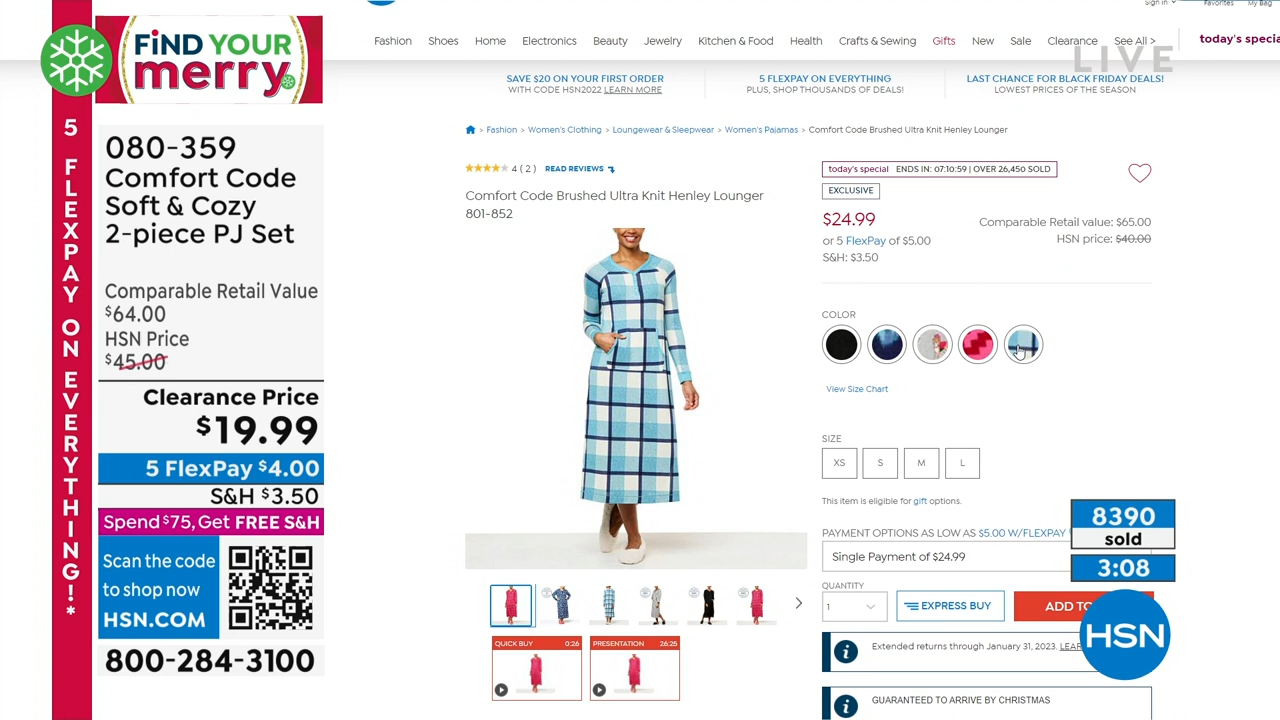 FiND YOUR
merry
5
FLEXPAY
ON
EVERYTHING!*
080-359
Comfort Code
Soft & Cozy
2-piece PJ Set
Comparable Retail Value
$64.00
HSN Price
$45.00
Clearance Price
$19.99
5 FlexPay $4.00
S&H $3.50
Spend $75, Get FREE S&H
Scan the code
to shop now
HSN.COM
800-284-3100
Sign in
Favorites
My Bag
Fashion Shoes Home Electronics Beauty Jewelry Kitchen & Food Health Crafts & Sewing Gifts New Sale Clearance See All >
today's specia
LIVE
SAVE $20 ON YOUR FIRST ORDER
WITH CODE HSN2022 LEARN MORE
5 FLEXPAY ON EVERYTHING
PLUS, SHOP THOUSANDS OF DEALS!
LAST CHANCE FOR BLACK FRIDAY DEALS!
LOWEST PRICES OF THE SEASON
> Fashion > Women's Clothing > Loungewear & Sleepwear > Women's Pajamas > Comfort Code Brushed Ultra Knit Henley Lounger
4 ( 2 ) READ REVIEWS
Comfort Code Brushed Ultra Knit Henley Lounger
801-852
today's special ENDS IN: 07:10:59 | OVER 26,450 SOLD
EXCLUSIVE
$24.99
or 5 FlexPay of $5.00
S&H: $3.50
Comparable Retail value: $65.00
HSN price: $40.00
COLOR
View Size Chart
SIZE
XS S M L
This item is eligible for gift options.
PAYMENT OPTIONS AS LOW AS $5.00 W/FLEXPAY
Single Payment of $24.99
QUANTITY
1
EXPRESS BUY
ADD TO
8390
sold
3:08
HSN
QUICK BUY 0:26
PRESENTATION 26:25
Extended returns through January 31, 2023. LEAR
GUARANTEED TO ARRIVE BY CHRISTMAS